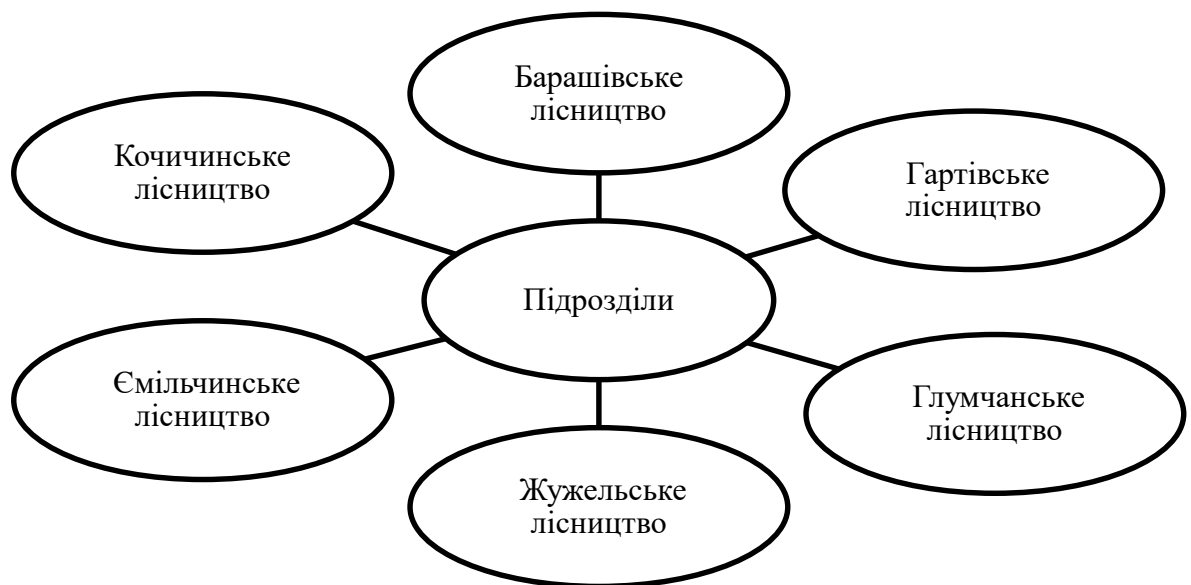 Барашівське
лісництво
Кочичинське
лісництво
Гартівське
лісництво
Підрозділи
Ємільчинське
лісництво
Глумчанське
лісництво
Жужельське
лісництво